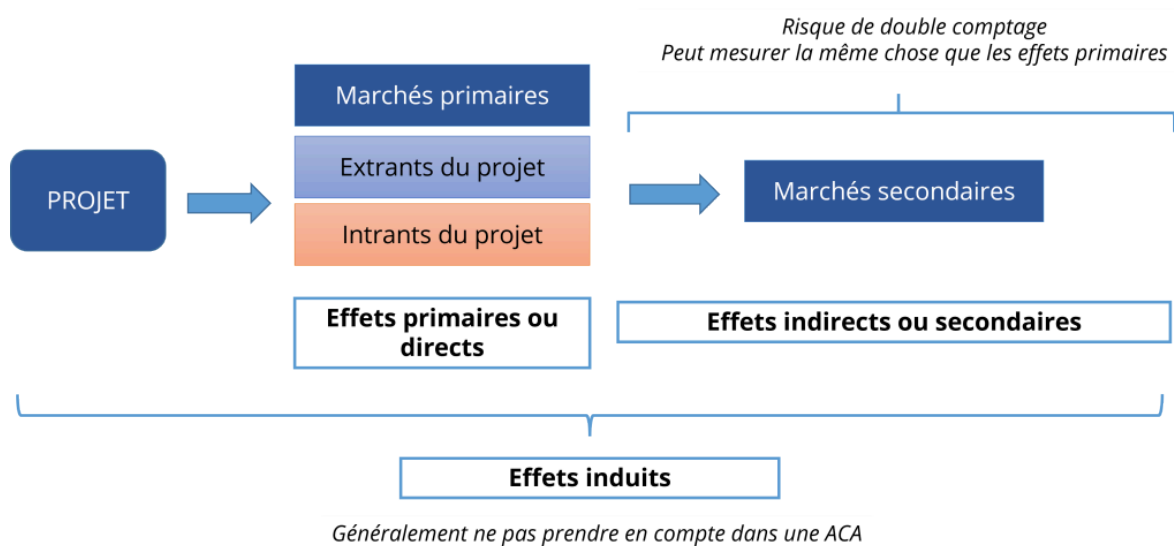 Risque de double comptage
Peut mesurer la même chose que les effets primaires
Marchés primaires
PROJET
Extrants du projet
Intrants du projet
Marchés secondaires
Effets primaires ou
directs
Effets indirects ou secondaires
Effets induits
Généralement ne pas prendre en compte dans une ACA